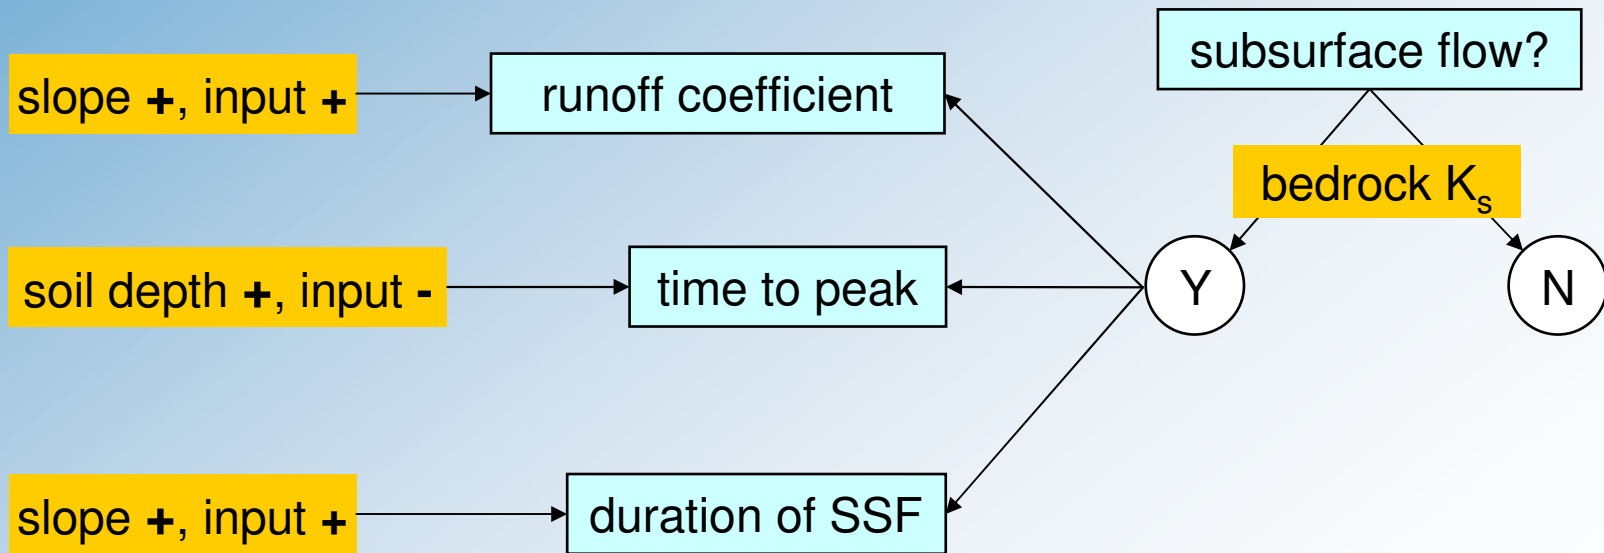 subsurface flow?
slope +, input +
runoff coefficient
bedrock Ks
soil depth +, input -
time to peak
Y
N
slope +, input +
duration of SSF